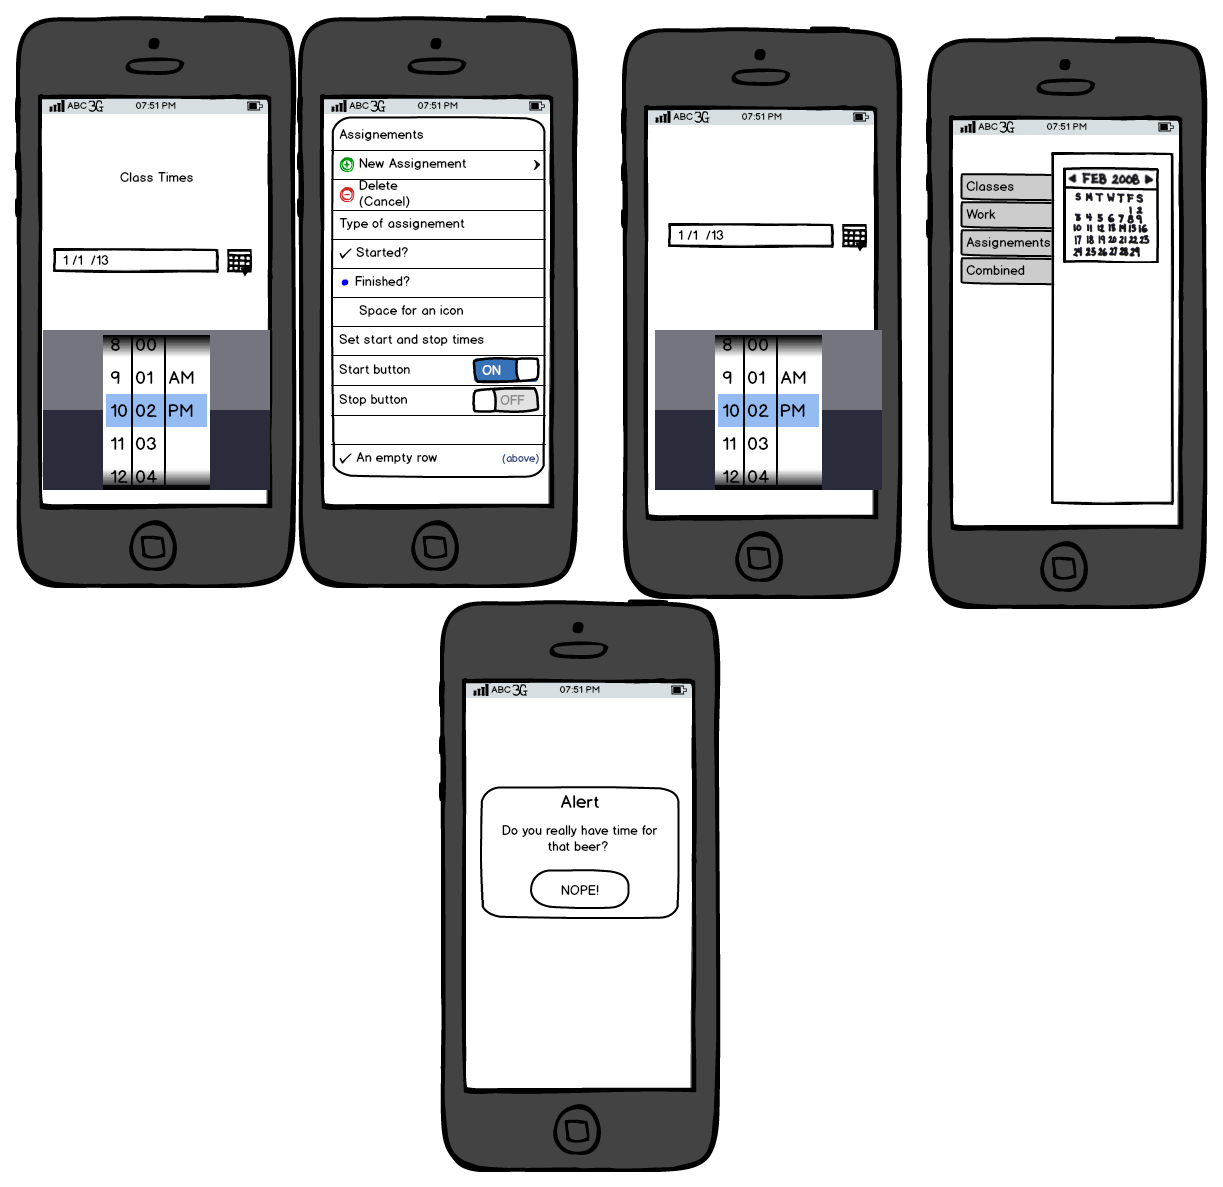 ABC 3G 07:51 PM
Class Times
1 /1 /13
8 00
9 01 AM
10 02 PM
11 03
12 04
ABC 3G 07:51 PM
Assignements
New Assignement
Delete
(Cancel)
Type of assignement
Started?
Finished?
Space for an icon
Set start and stop times
Start button ON
Stop button OFF
An empty row (above)
ABC 3G 07:51 PM
1 /1 /13
8 00
9 01 AM
10 02 PM
11 03
12 04
ABC 3G 07:51 PM
Classes
Work
Assignements
Combined
FEB 2008
S M T W T F S
1 2
3 4 5 6 7 8 9
10 11 12 13 14 15 16
17 18 19 20 21 22 23
24 25 26 27 28 29
ABC 3G 07:51 PM
Alert
Do you really have time for
that beer?
NOPE!